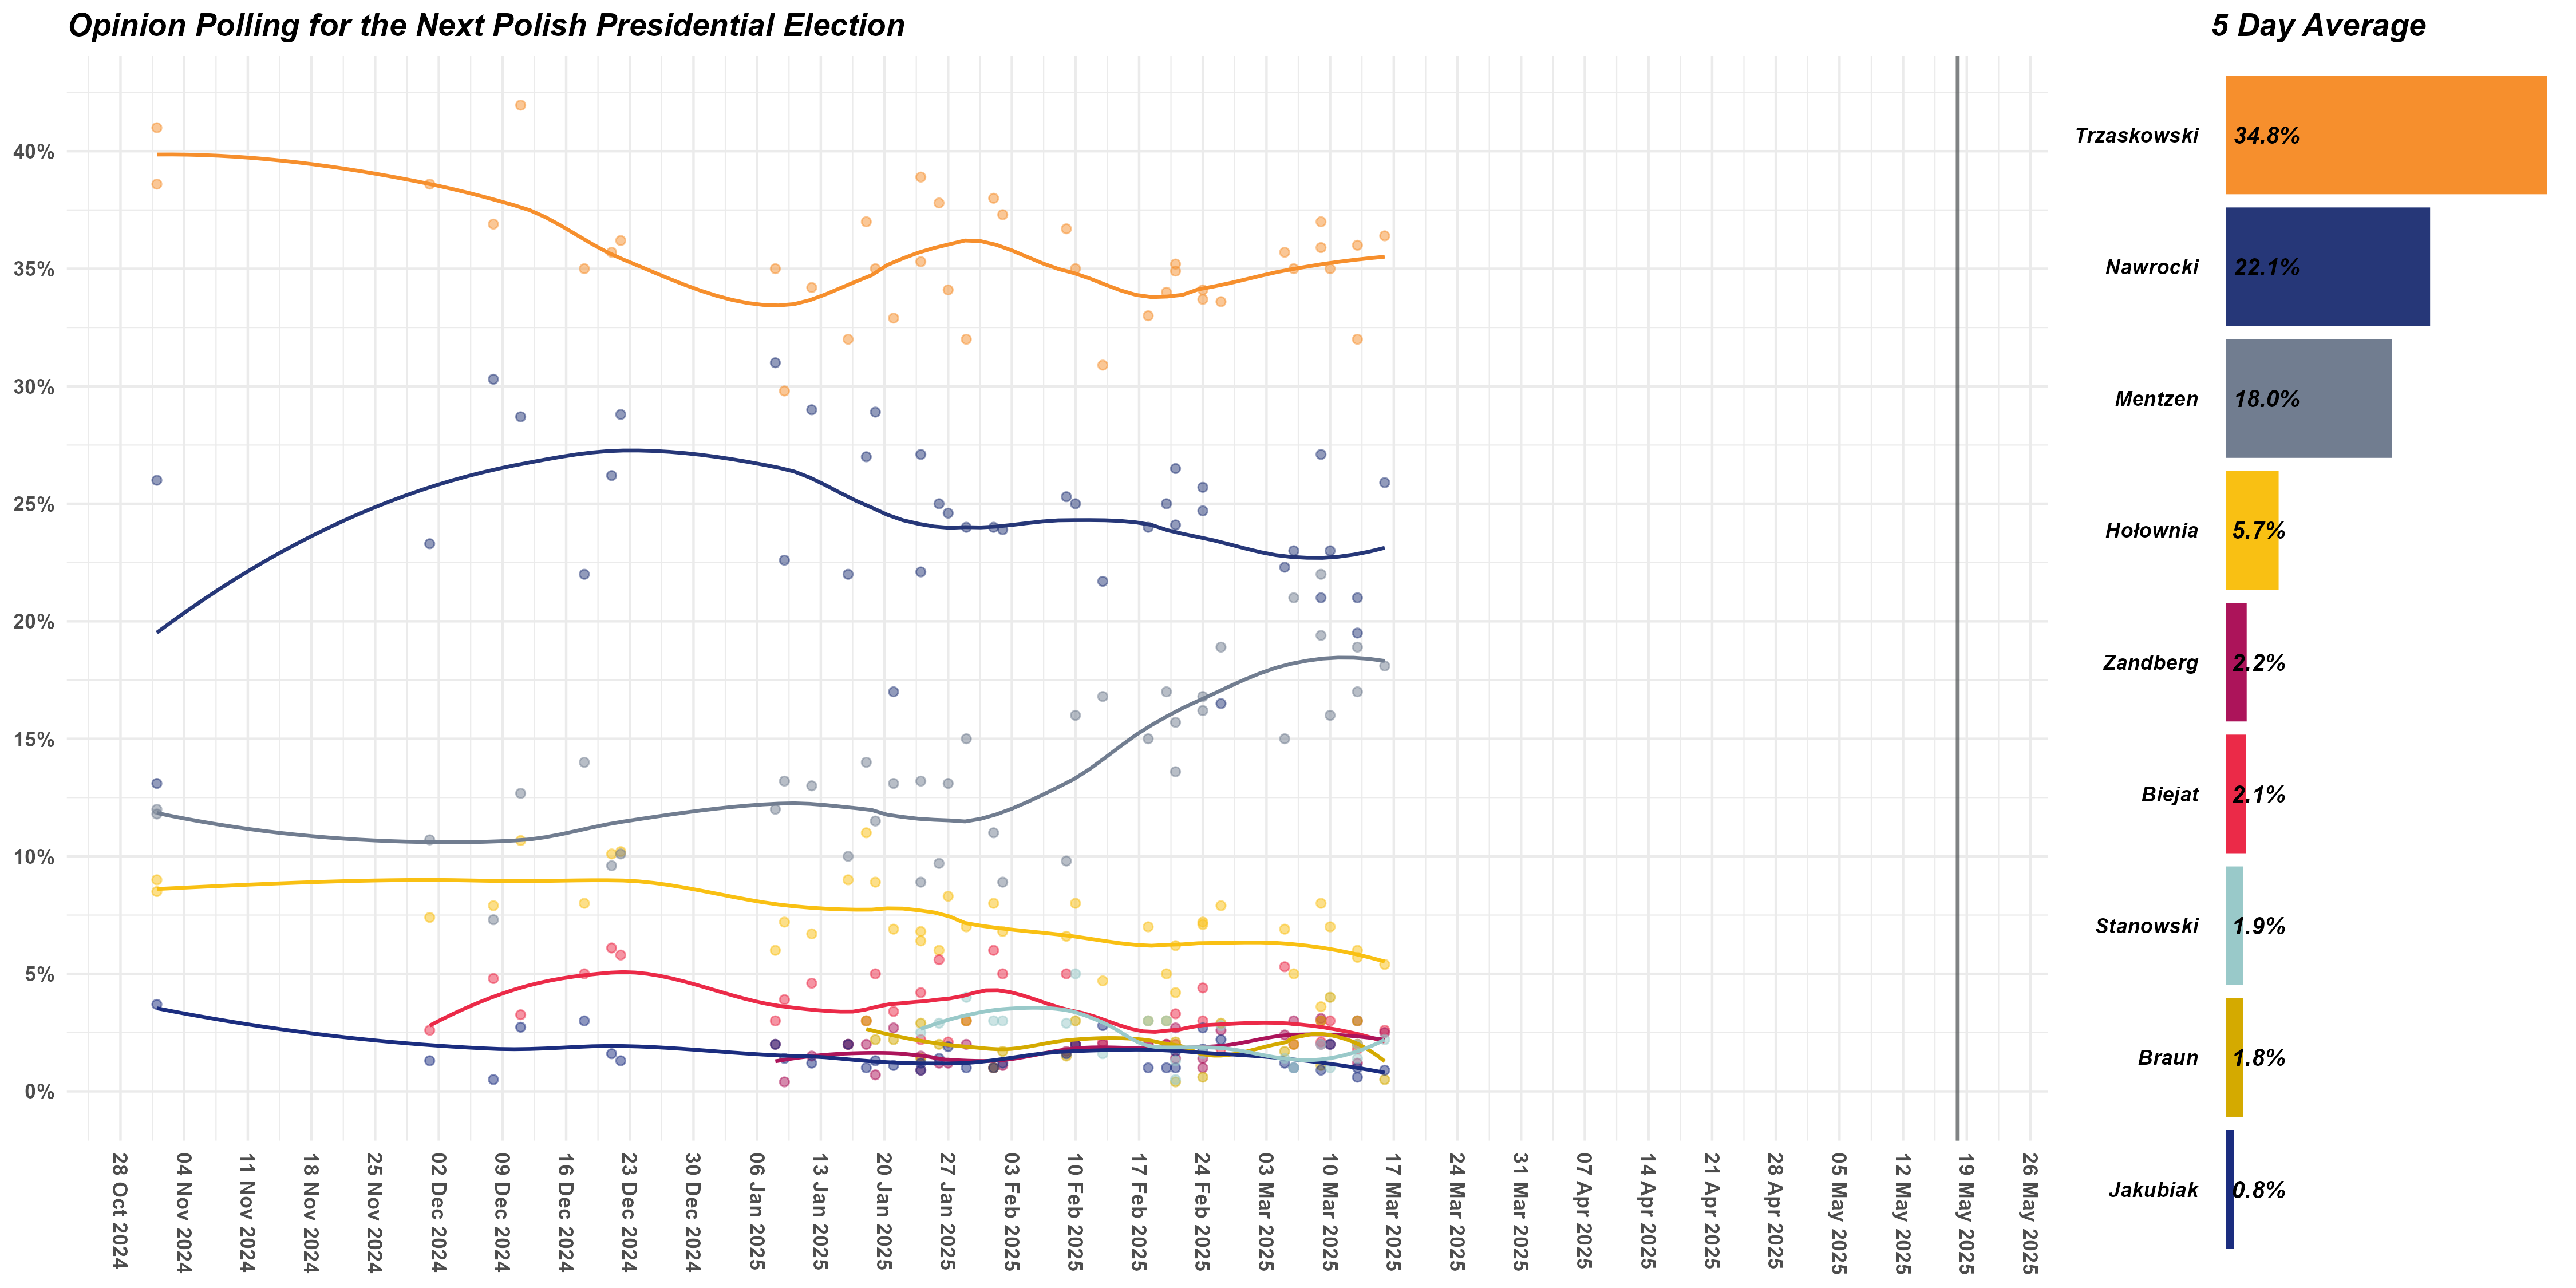 Opinion Polling for the Next Polish Presidential Election
5 Day Average
40%
35%
30%
25%
20%
15%
10%
5%
0%
28 Oct 2024
04 Nov 2024
11 Nov 2024
18 Nov 2024
25 Nov 2024
02 Dec 2024
09 Dec 2024
16 Dec 2024
23 Dec 2024
30 Dec 2024
06 Jan 2025
13 Jan 2025
20 Jan 2025
27 Jan 2025
03 Feb 2025
10 Feb 2025
17 Feb 2025
24 Feb 2025
03 Mar 2025
10 Mar 2025
17 Mar 2025
24 Mar 2025
31 Mar 2025
07 Apr 2025
14 Apr 2025
21 Apr 2025
28 Apr 2025
05 May 2025
12 May 2025
19 May 2025
26 May 2025
Trzaskowski 34.8%
Nawrocki 22.1%
Mentzen 18.0%
Hołownia 5.7%
Zandberg 2.2%
Biejat 2.1%
Stanowski 1.9%
Braun 1.8%
Jakubiak 0.8%